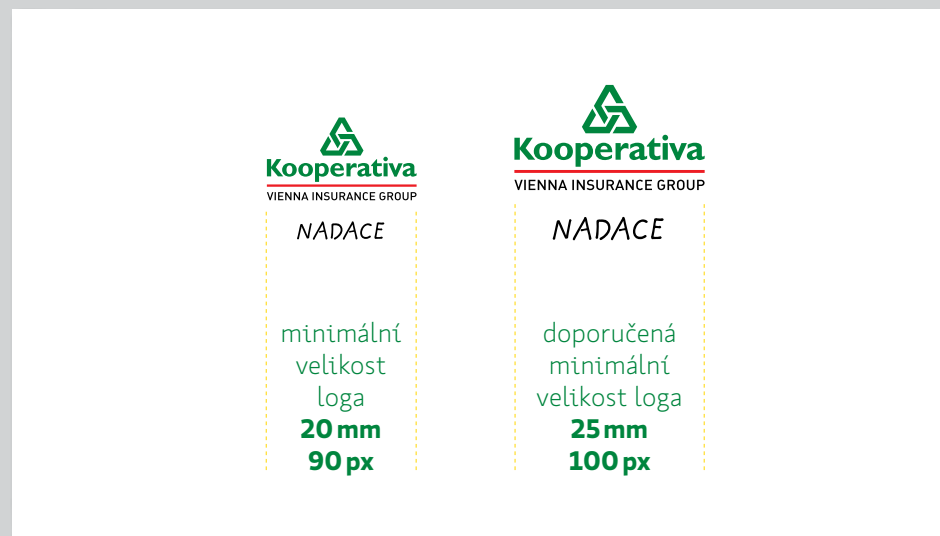 Kooperativa
VIENNA INSURANCE GROUP
NADACE
minimální
velikost
loga
20 mm
90 px
Kooperativa
VIENNA INSURANCE GROUP
NADACE
doporučená
minimální
velikost loga
25 mm
100 px